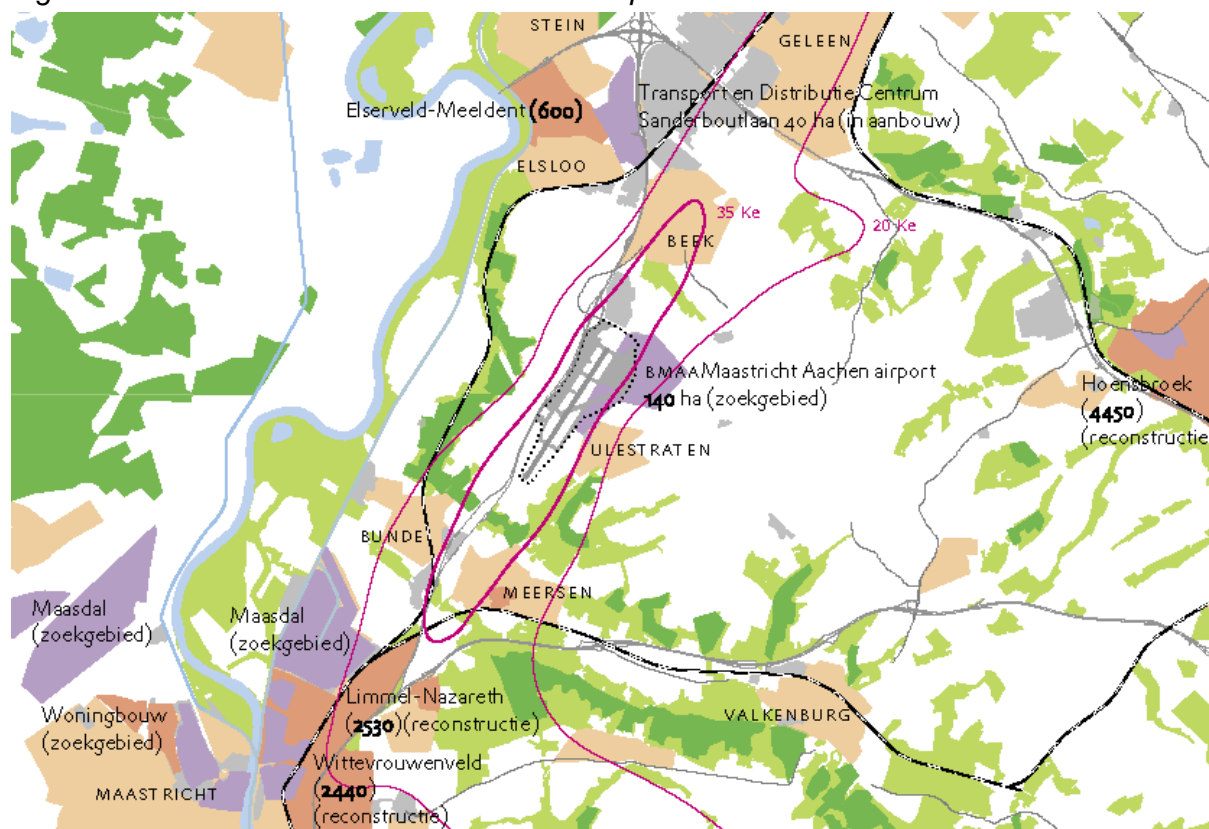 STEIN
GELEEN
Elserveld-Meeldent (600)
Transport en Distributie Centrum
Sanderboutlaan 40 ha (in aanbouw)
ELSLOO
35 Ke
20 Ke
BEEK
BMAA Maastricht Aachen airport
140 ha (zoekgebied)
Hoensbroek
(4450)
(reconstructie)
ULESTRATEN
BUNDE
MEERSEN
Maasdal
(zoekgebied)
Maasdal
(zoekgebied)
Limmel-Nazareth
(2530)(reconstructie)
Woningbouw
(zoekgebied)
VALKENBURG
Wittevrouwenveld
(2440)
(reconstructie)
MAASTRICHT